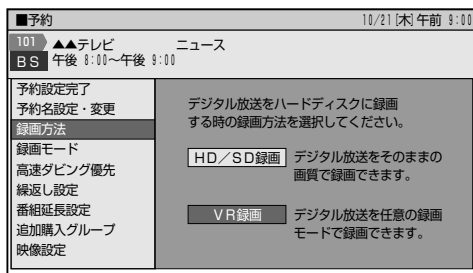 ■予約 10/21[木]午前 9:00
101 ▲▲テレビ ニュース
BS 午後 8:00~午後 9:00
予約設定完了
予約名設定・変更
録画方法
録画モード
高速ダビング優先
繰返し設定
番組延長設定
追加購入グループ
映像設定
デジタル放送をハードディスクに録画
する時の録画方法を選択してください。
HD/SD録画 デジタル放送をそのままの
画質で録画できます。
VR録画 デジタル放送を任意の録画
モードで録画できます。